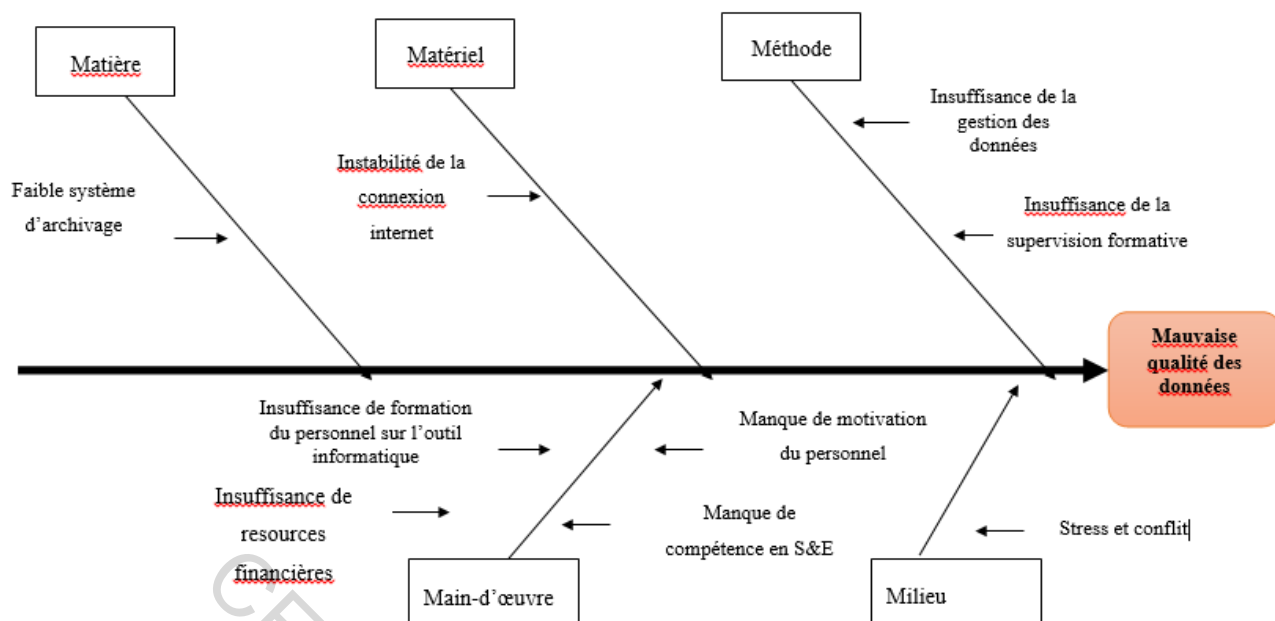 Matière
Matériel
Méthode
Insuffisance de la
gestion des
données
Instabilité de la
connexion
internet
Faible système
d’archivage
Insuffisance de la
supervision formative
Mauvaise
qualité des
données
Insuffisance de formation
du personnel sur l’outil
informatique
Manque de motivation
du personnel
Insuffisance de
resources
financières
Manque de
compétence en S&E
Stress et conflit
Main-d’œuvre
Milieu